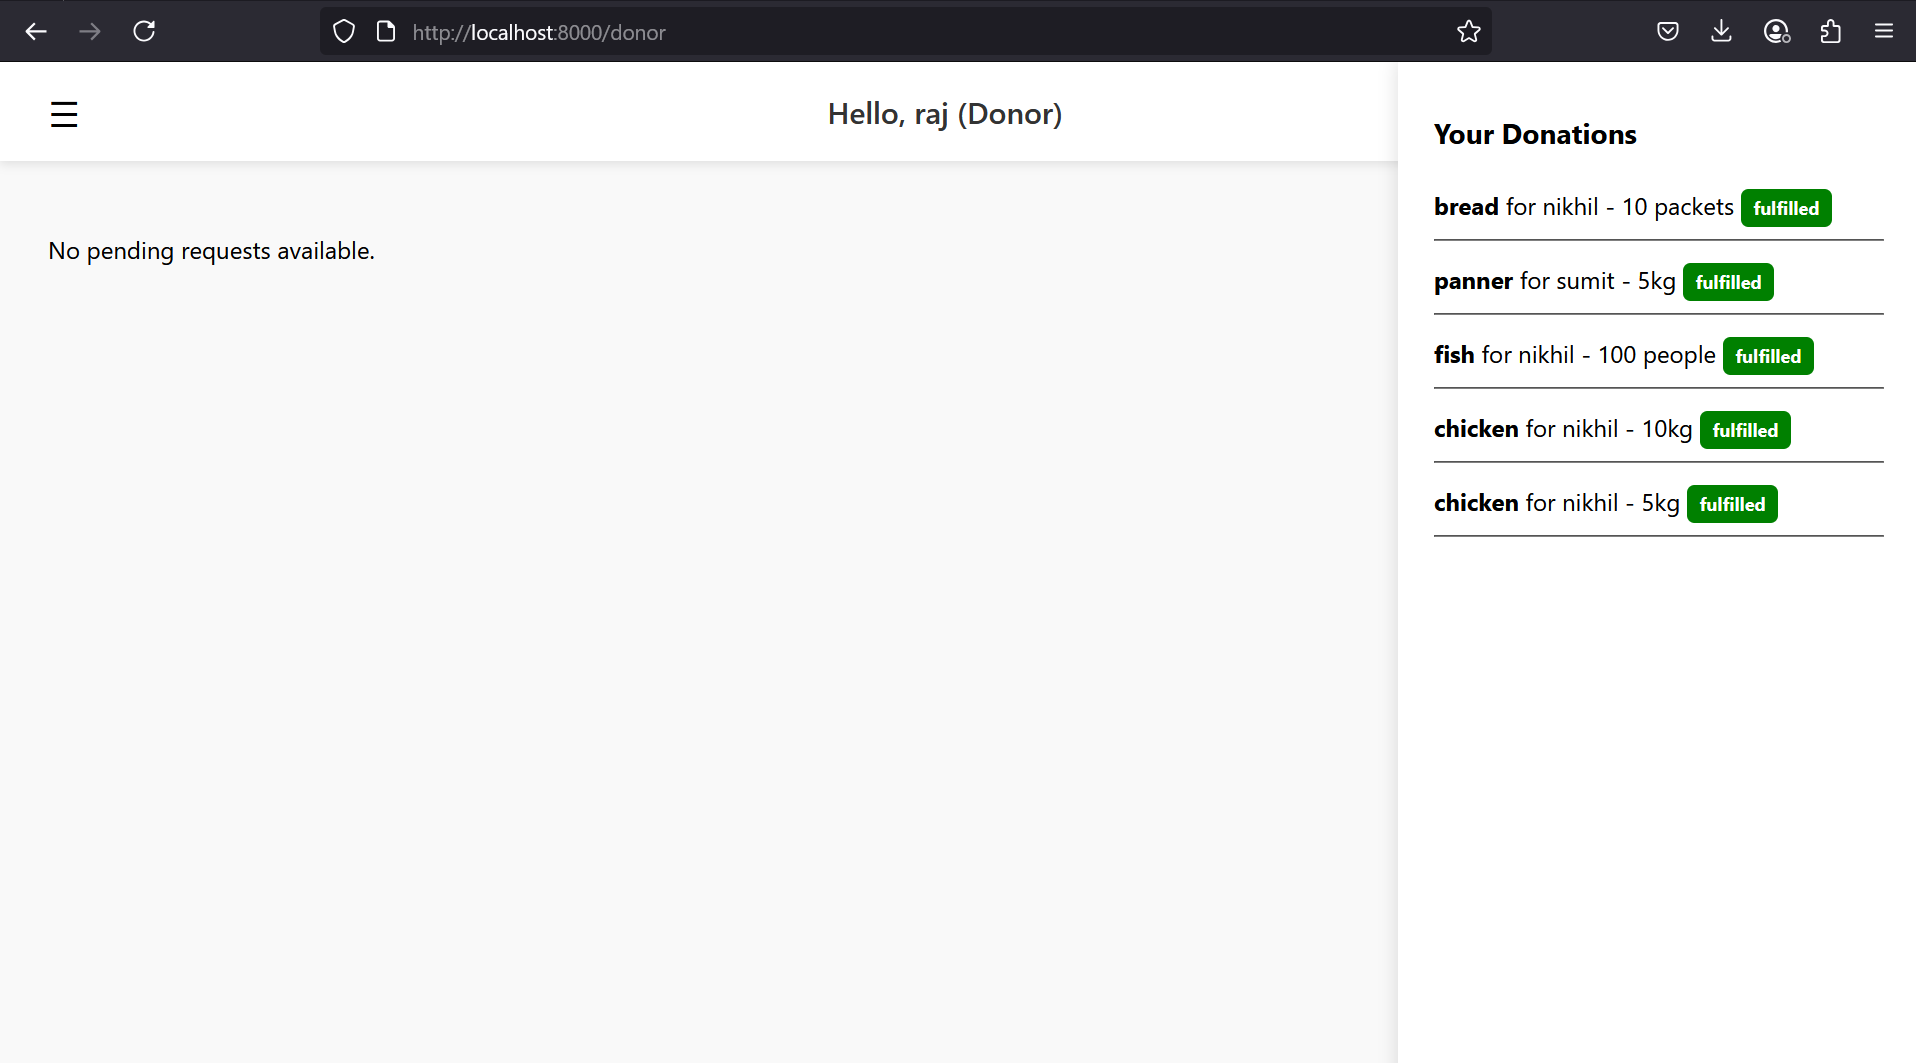 http://localhost:8000/donor
Hello, raj (Donor)
No pending requests available.
Your Donations
bread for nikhil - 10 packets fulfilled
panner for sumit - 5kg fulfilled
fish for nikhil - 100 people fulfilled
chicken for nikhil - 10kg fulfilled
chicken for nikhil - 5kg fulfilled